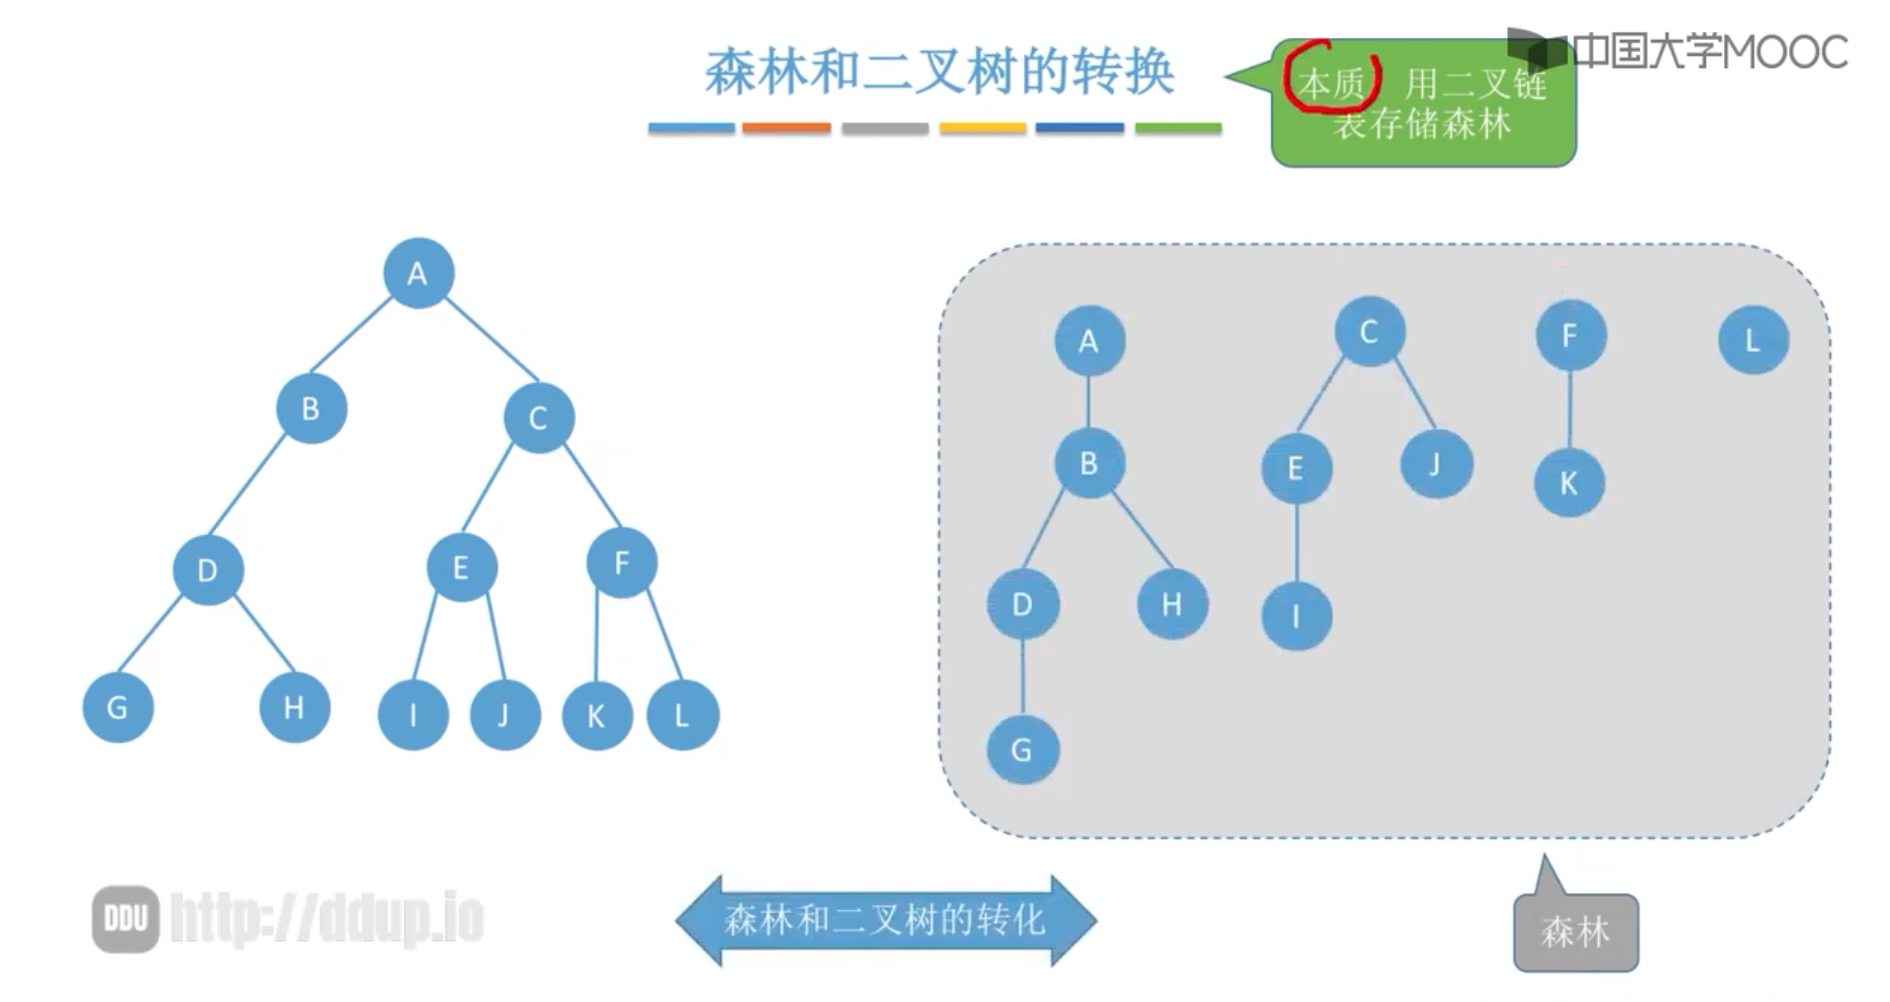 森林和二叉树的转换
中国大学MOOC
本质 用二叉链
表存储森林
A
B
C
D
E
F
G
H
I
J
K
L
A
C
F
L
B
E
J
K
D
H
I
G
DDU http://ddup.io
森林和二叉树的转化
森林